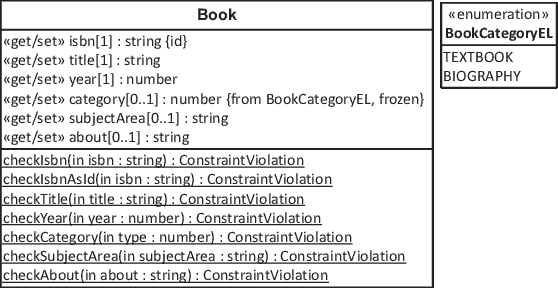 Book
«get/set» isbn[1] : string {id}
«get/set» title[1] : string
«get/set» year[1] : number
«get/set» category[0..1] : number {from BookCategoryEL, frozen}
«get/set» subjectArea[0..1] : string
«get/set» about[0..1] : string
checkIsbn(in isbn : string) : ConstraintViolation
checkIsbnAsId(in isbn : string) : ConstraintViolation
checkTitle(in title : string) : ConstraintViolation
checkYear(in year : number) : ConstraintViolation
checkCategory(in type : number) : ConstraintViolation
checkSubjectArea(in subjectArea : string) : ConstraintViolation
checkAbout(in about : string) : ConstraintViolation
«enumeration»
BookCategoryEL
TEXTBOOK
BIOGRAPHY